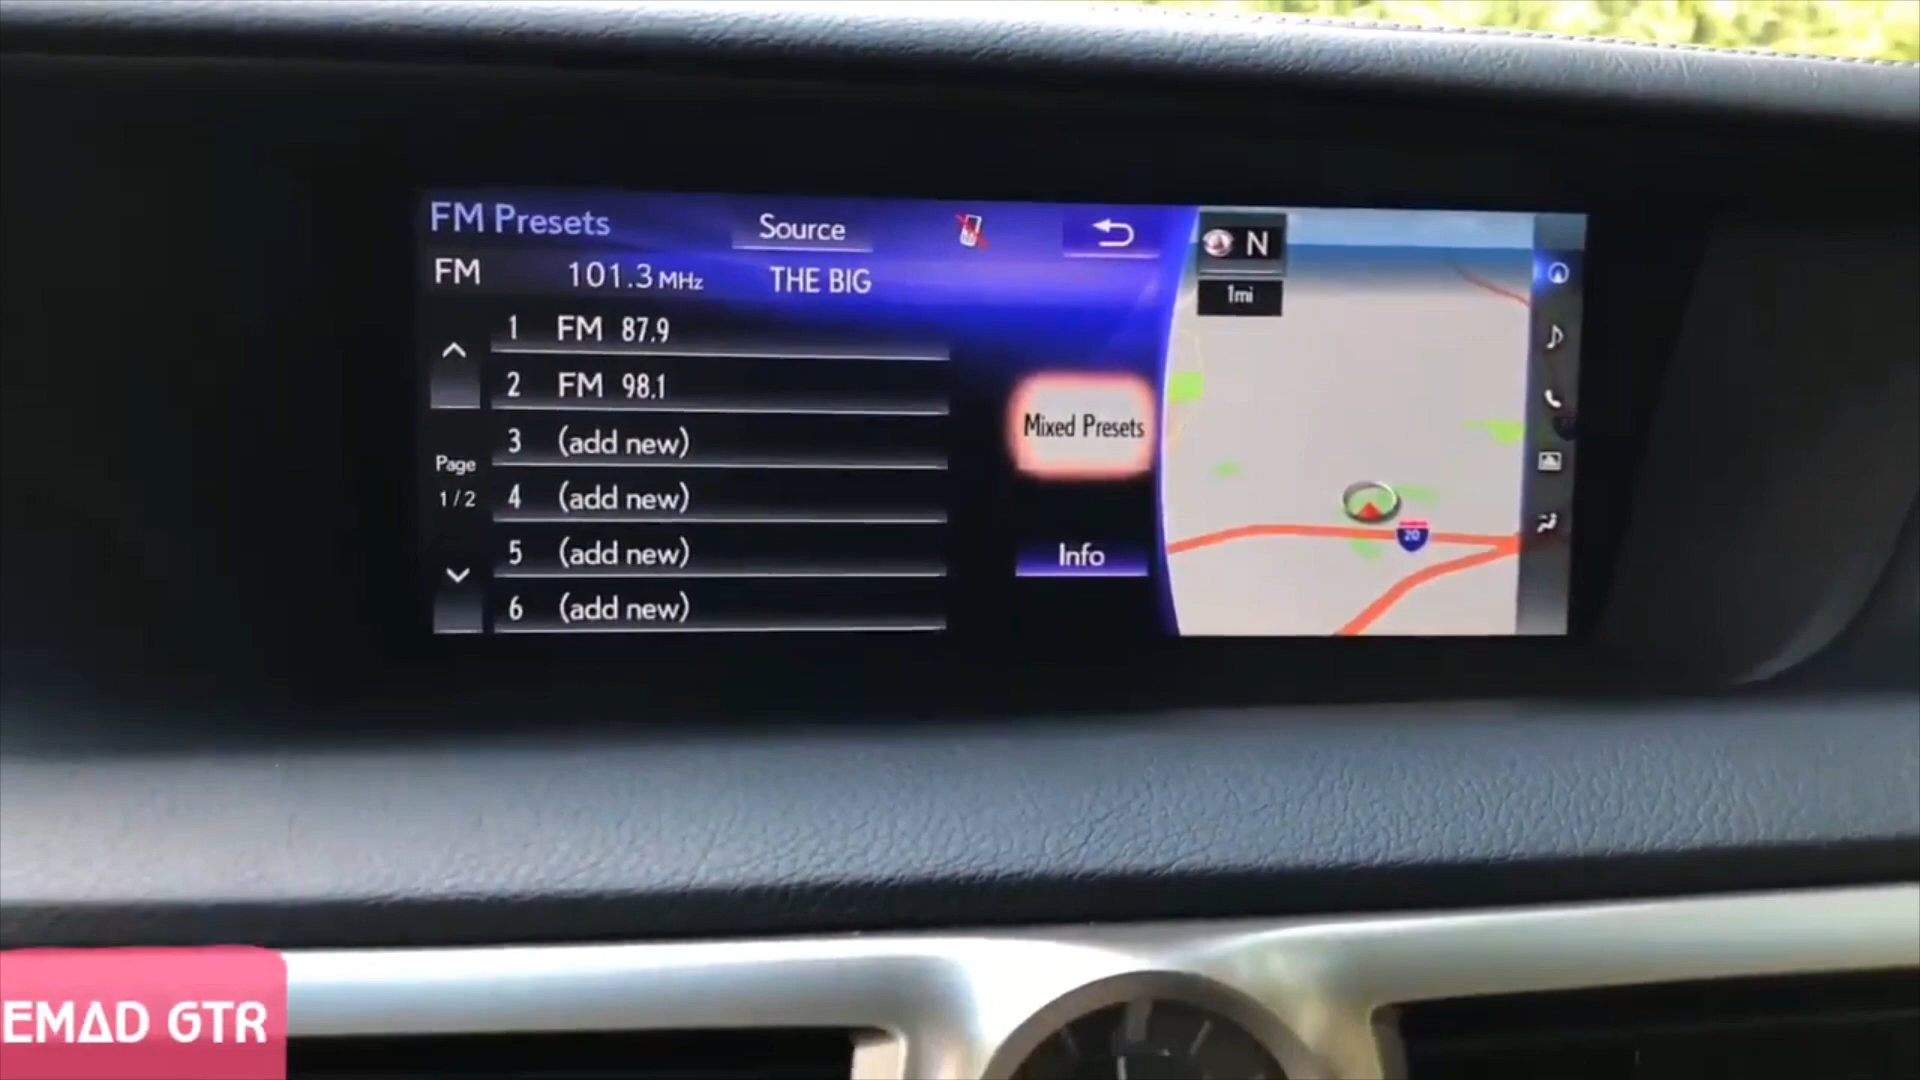 FM Presets
Source
FM 101.3 MHz THE BIG
1 FM 87.9
2 FM 98.1
3 (add new)
4 (add new)
5 (add new)
6 (add new)
Page
1/2
Mixed Presets
Info
N
1mi
20
EMAD GTR